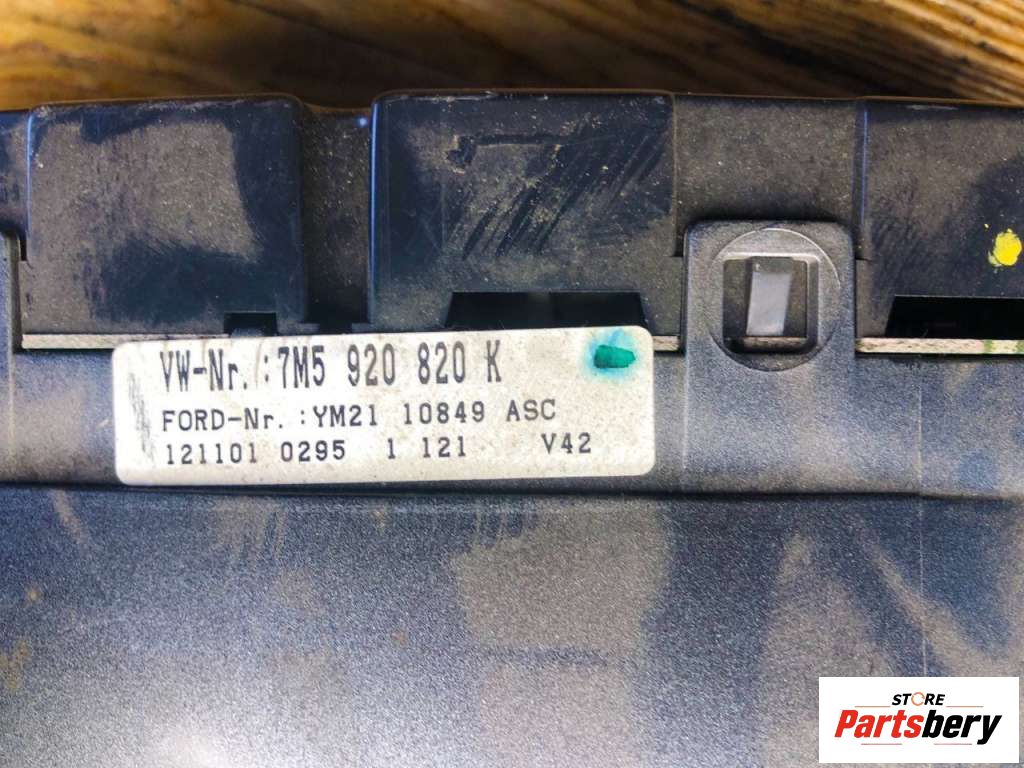 VW-Nr.:7M5 920 820 K
FORD-Nr.:YM21 10849 ASC
121101 0295 1 121 V42
STORE
Partsbery